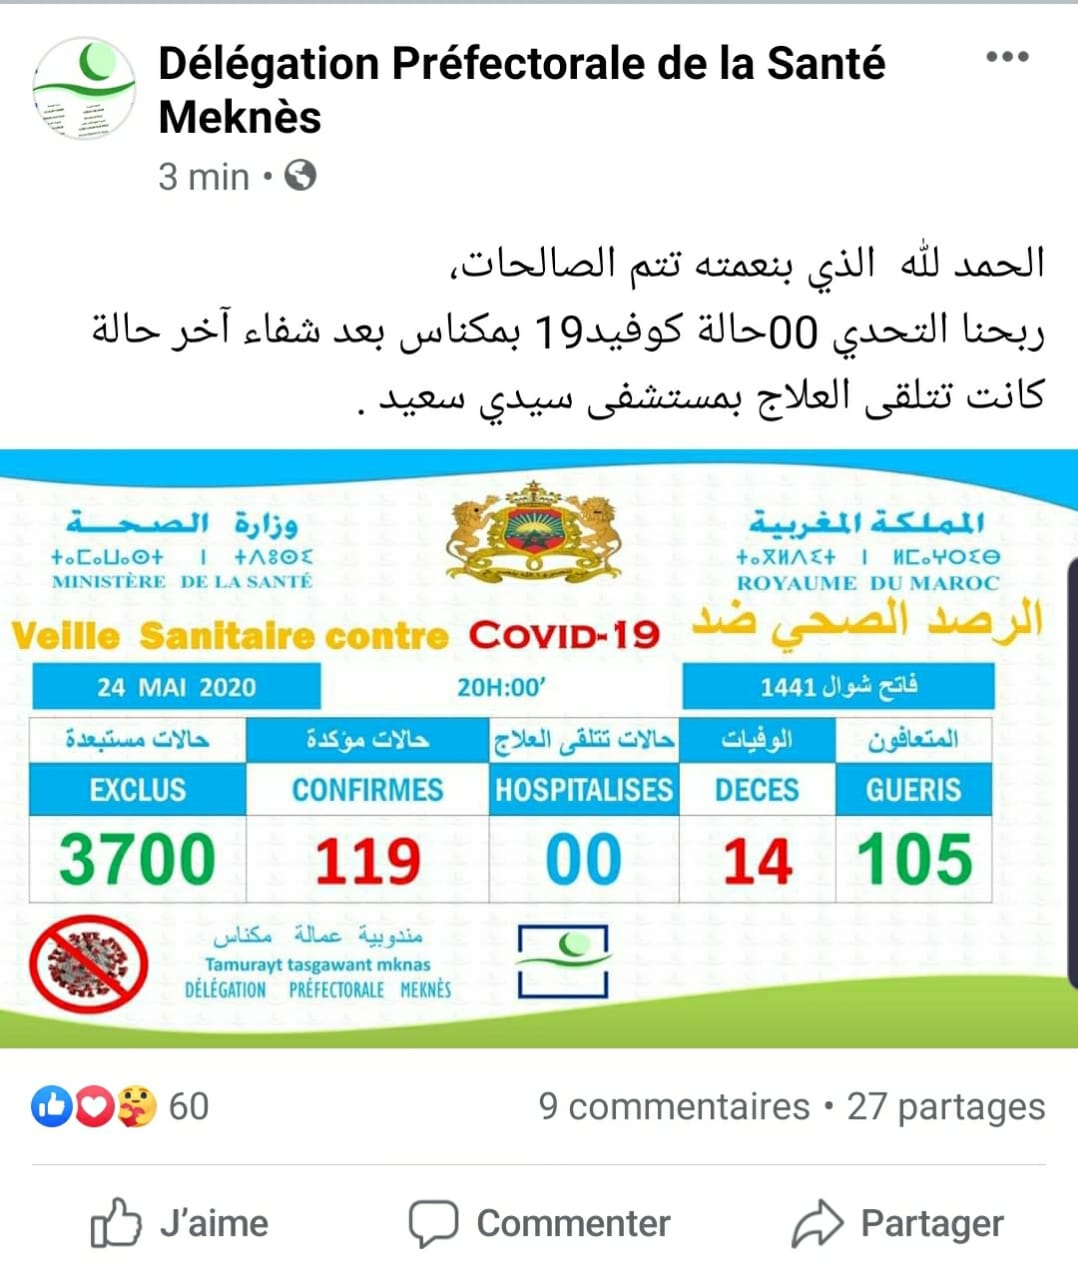 Délégation Préfectorale de la Santé
Meknès
3 min •
الحمد لله الذي بنعمته تتم الصالحات،
ربحنا التحدي 00حالة كوفيد19 بمكناس بعد شفاء آخر حالة
كانت تتلقى العلاج بمستشفى سيدي سعيد .
وزارة الصحة
ⵜⴰⵎⴰⵡⴰⵙⵜ ⵏ ⵜⴷⵓⵙⵉ
MINISTÈRE DE LA SANTÉ
المملكة المغربية
ⵜⴰⴳⵍⴷⵉⵜ ⵏ ⵍⵎⴰⵖⵔⵉⴱ
ROYAUME DU MAROC
Veille Sanitaire contre COVID-19 الرصد الصحي ضد
24 MAI 2020 20H:00’ فاتح شوال 1441
حالات مستبعدة حالات مؤكدة حالات تتلقى العلاج الوفيات المتعافون
EXCLUS CONFIRMES HOSPITALISES DECES GUERIS
3700 119 00 14 105
مندوبية عمالة مكناس
Tamurayt tasgawant mknas
DÉLÉGATION PRÉFECTORALE MEKNÈS
60 9 commentaires • 27 partages
J’aime Commenter Partager